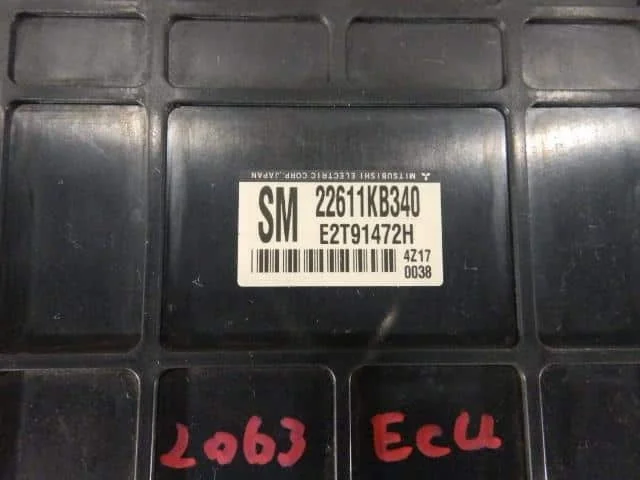 MITSUBISHI ELECTRIC CORP. JAPAN
SM 22611KB340
E2T91472H
4Z17
0038
2063 ECU